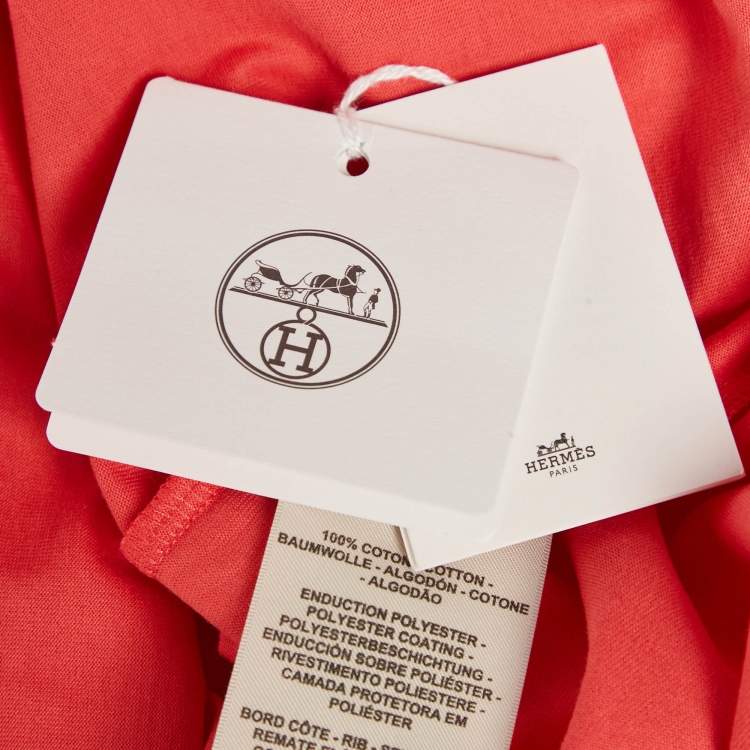 H
HERMÈS
PARIS
100% COTON
BAUMWOLLE - ALGODÓN - COTONE
- ALGODÃO
ENDUCTION POLYESTER -
POLYESTER COATING -
POLYESTERBESCHICHTUNG -
ENDUCCIÓN SOBRE POLIÉSTER -
RIVESTIMENTO POLIESTERE -
CAMADA PROTETORA EM
POLIÉSTER
BORD CÔTE - RIB -
REMATE